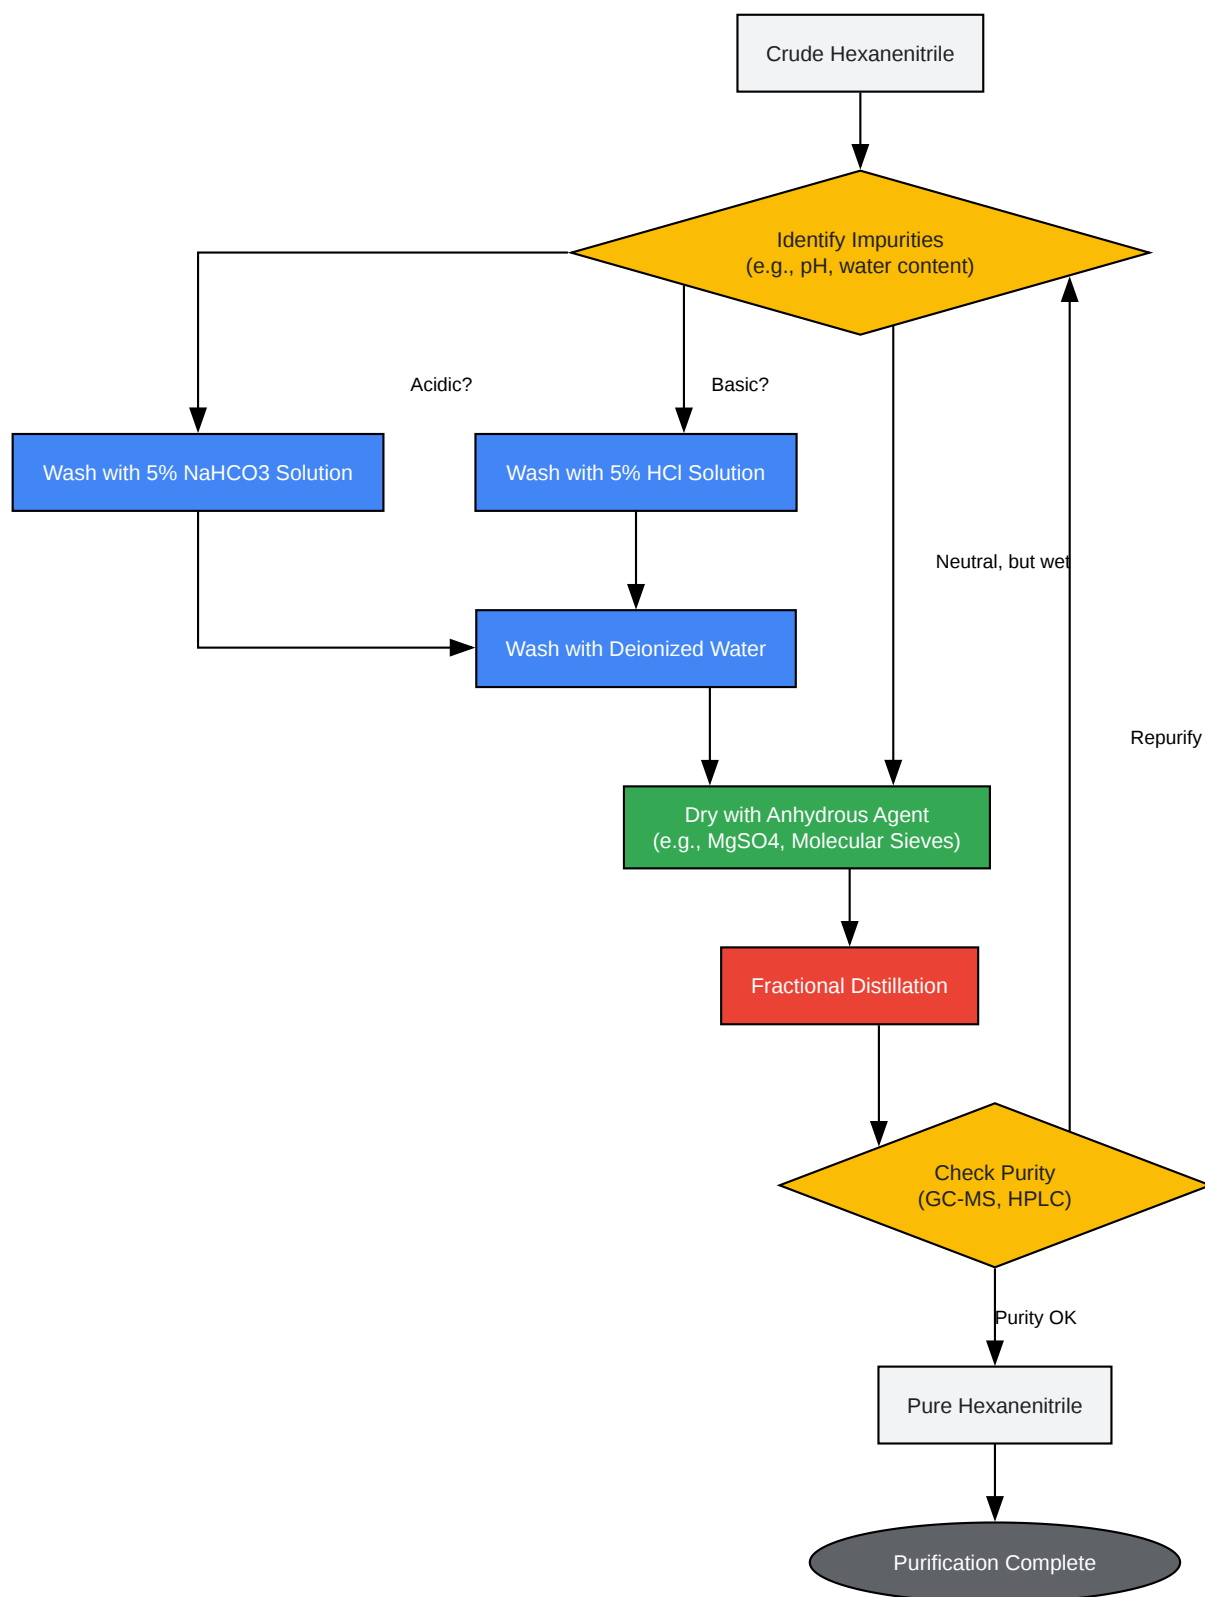 Crude Hexanenitrile
Identify Impurities
(e.g., pH, water content)
Acidic?
Basic?
Wash with 5% NaHCO3 Solution
Wash with 5% HCl Solution
Neutral, but wet
Wash with Deionized Water
Repurify
Dry with Anhydrous Agent
(e.g., MgSO4, Molecular Sieves)
Fractional Distillation
Check Purity
(GC-MS, HPLC)
Purity OK
Pure Hexanenitrile
Purification Complete